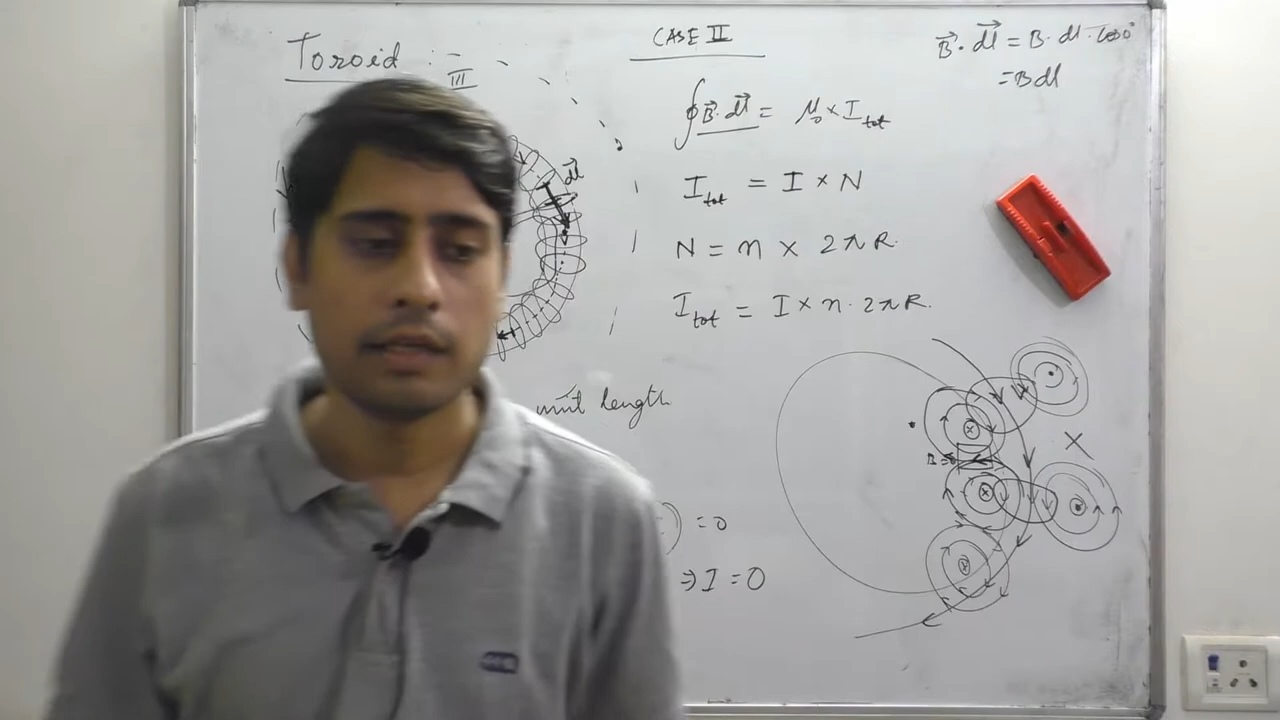 Toroid :-
III
CASE II
B⃗ · dl⃗ = B · dl · cos0°
= Bdl
∮ B⃗ · dl⃗ = μ₀ × I_tot
I_tot = I × N
N = n × 2πR.
I_tot = I × n · 2πR.
dl⃗
unit length
) = 0
⇒ I = 0
B=0